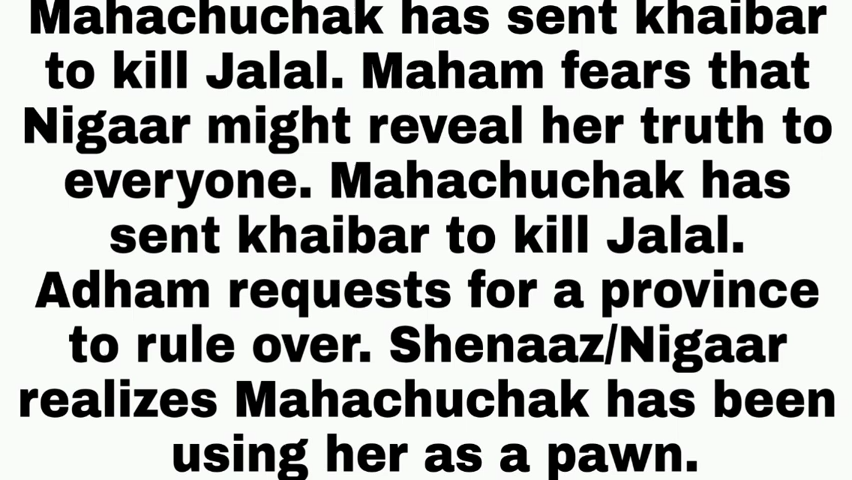 Mahachuchak has sent khaibar
to kill Jalal. Maham fears that
Nigaar might reveal her truth to
everyone. Mahachuchak has
sent khaibar to kill Jalal.
Adham requests for a province
to rule over. Shenaaz/Nigaar
realizes Mahachuchak has been
using her as a pawn.